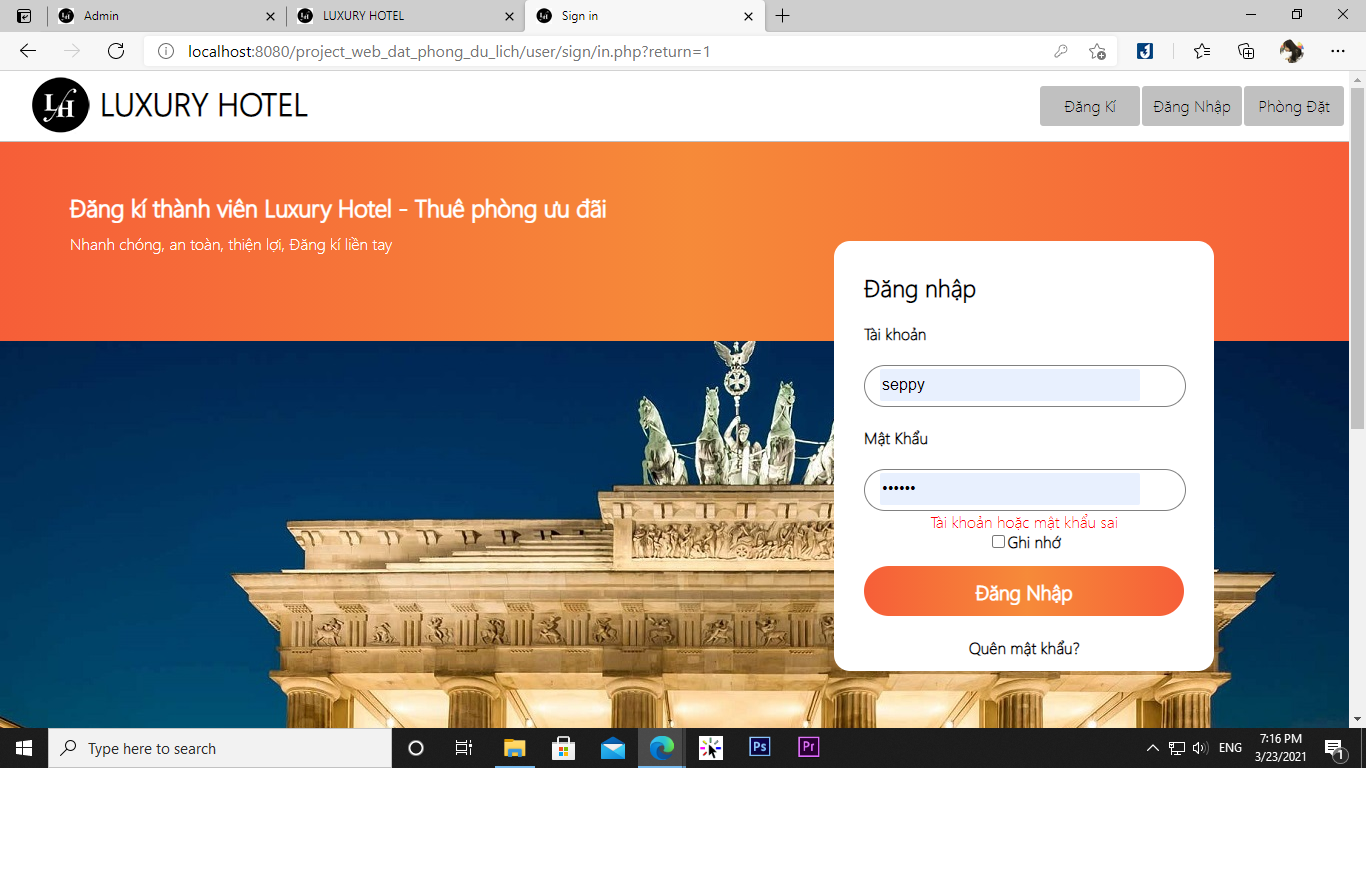 Admin
LUXURY HOTEL
Sign in
localhost:8080/project_web_dat_phong_du_lich/user/sign/in.php?return=1
LH LUXURY HOTEL
Đăng Kí
Đăng Nhập
Phòng Đặt
Đăng kí thành viên Luxury Hotel - Thuê phòng ưu đãi
Nhanh chóng, an toàn, thiện lợi, Đăng kí liền tay
Đăng nhập
Tài khoản
seppy
Mật Khẩu
••••••
Tài khoản hoặc mật khẩu sai
Ghi nhớ
Đăng Nhập
Quên mật khẩu?
Type here to search
Ps
Pr
ENG
7:16 PM
3/23/2021
1